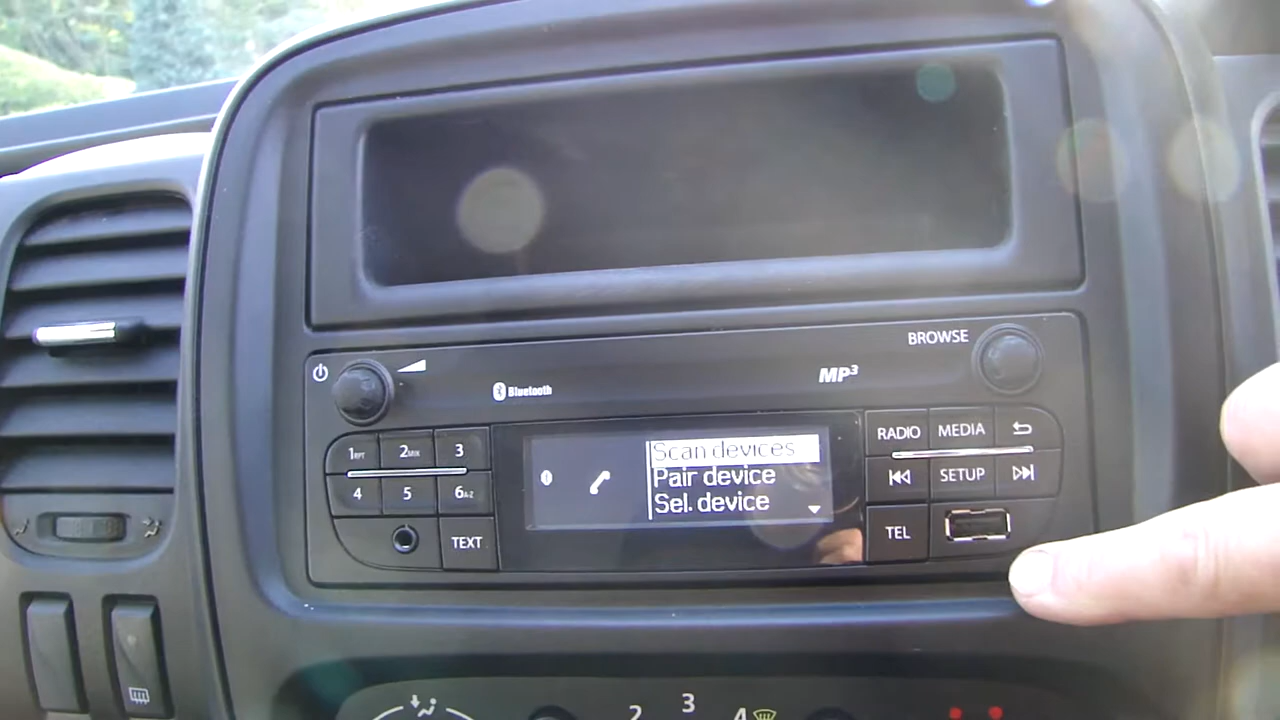 BROWSE
MP3
Bluetooth
1RPT 2MIX 3
4 5 6A-Z
TEXT
Scan devices
Pair device
Sel. device
RADIO MEDIA
SETUP
TEL
2 3 4